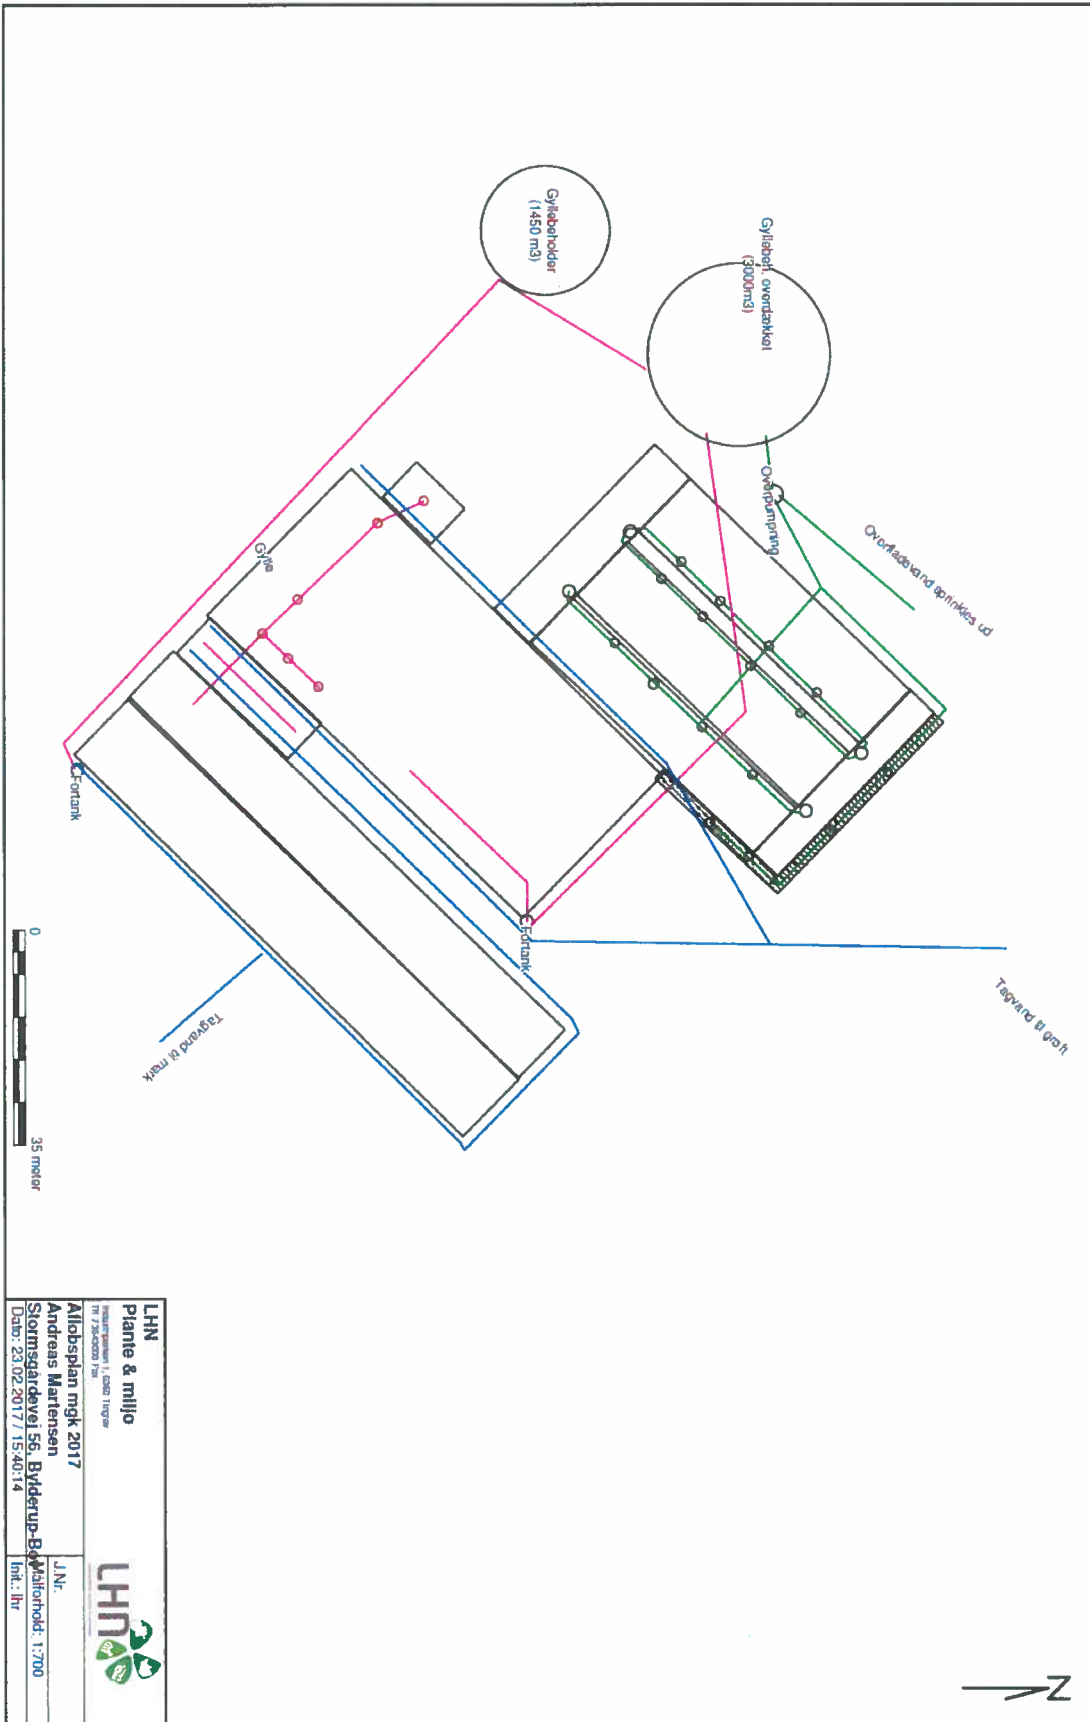 Gyllebeholder
(1450 m3)
Gyllebeh. overdækket
(3000m3)
Overpumpning
Overfladevand sprinkles ud
Gylle
Fortank
Fortank
Tagvand til mark
Tagvand til grøft
0
35 meter
LHN
Plante & miljo
Afløbsplan mgk 2017
Andreas Martensen
Stormsgårdevej 56, Bylderup-Bov
Dato: 23.02.2017 / 15:40:14
J.Nr.
Målforhold: 1:700
Init.: lhr
LHN
N